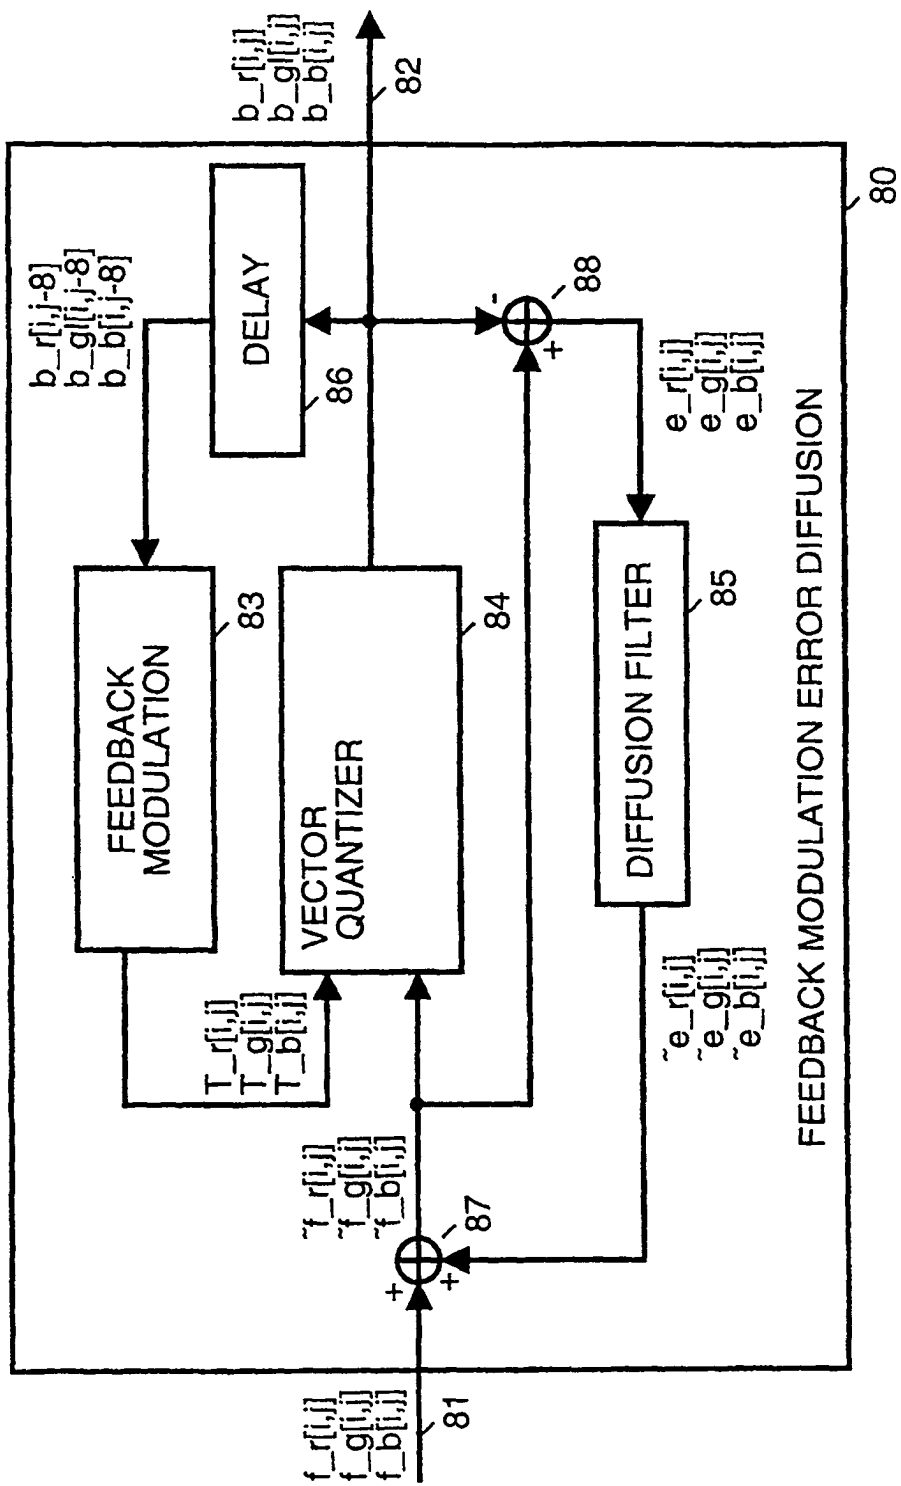 f_r[i,j]
f_g[i,j]
f_b[i,j]
81
+
+
87
~f_r[i,j]
~f_g[i,j]
~f_b[i,j]
T_r[i,j]
T_g[i,j]
T_b[i,j]
FEEDBACK
MODULATION
83
VECTOR
QUANTIZER
84
b_r[i,j-8]
b_gl[i,j-8]
b_b[i,j-8]
DELAY
86
b_r[i,j]
b_gl[i,j]
b_b[i,j]
82
-
+
88
e_r[i,j]
e_g[i,j]
e_b[i,j]
DIFFUSION FILTER
85
~e_r[i,j]
~e_g[i,j]
~e_b[i,j]
FEEDBACK MODULATION ERROR DIFFUSION
80